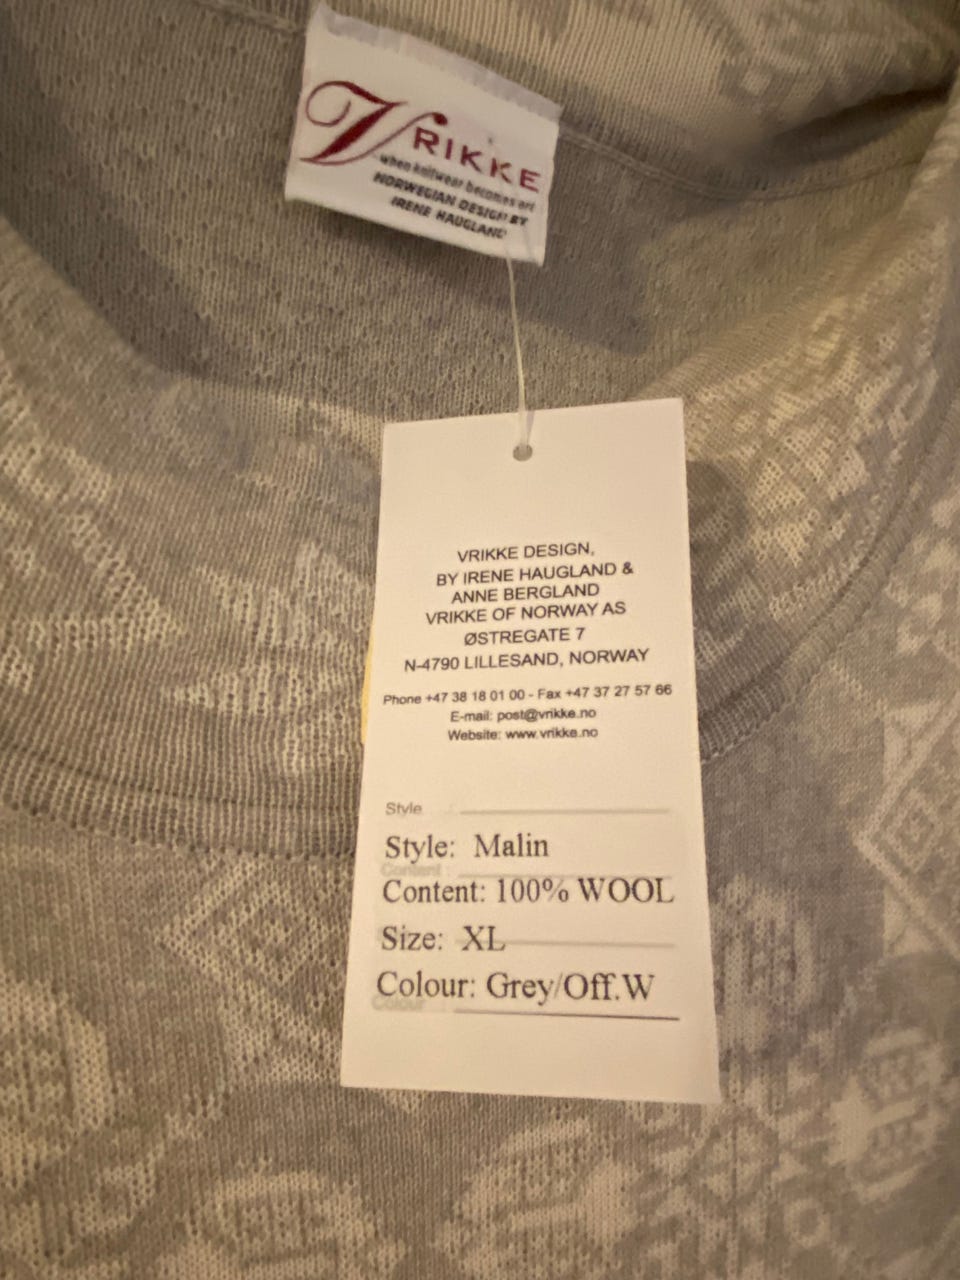 VRIKKE
when knitwear becomes art
NORWEGIAN DESIGN BY
IRENE HAUGLAND
VRIKKE DESIGN,
BY IRENE HAUGLAND &
ANNE BERGLAND
VRIKKE OF NORWAY AS
ØSTREGATE 7
N-4790 LILLESAND, NORWAY
Phone +47 38 18 01 00 - Fax +47 37 27 57 66
E-mail: post@vrikke.no
Website: www.vrikke.no
Style
Style: Malin
Content :
Content: 100% WOOL
Size: XL
Colour: Grey/Off.W
Colour